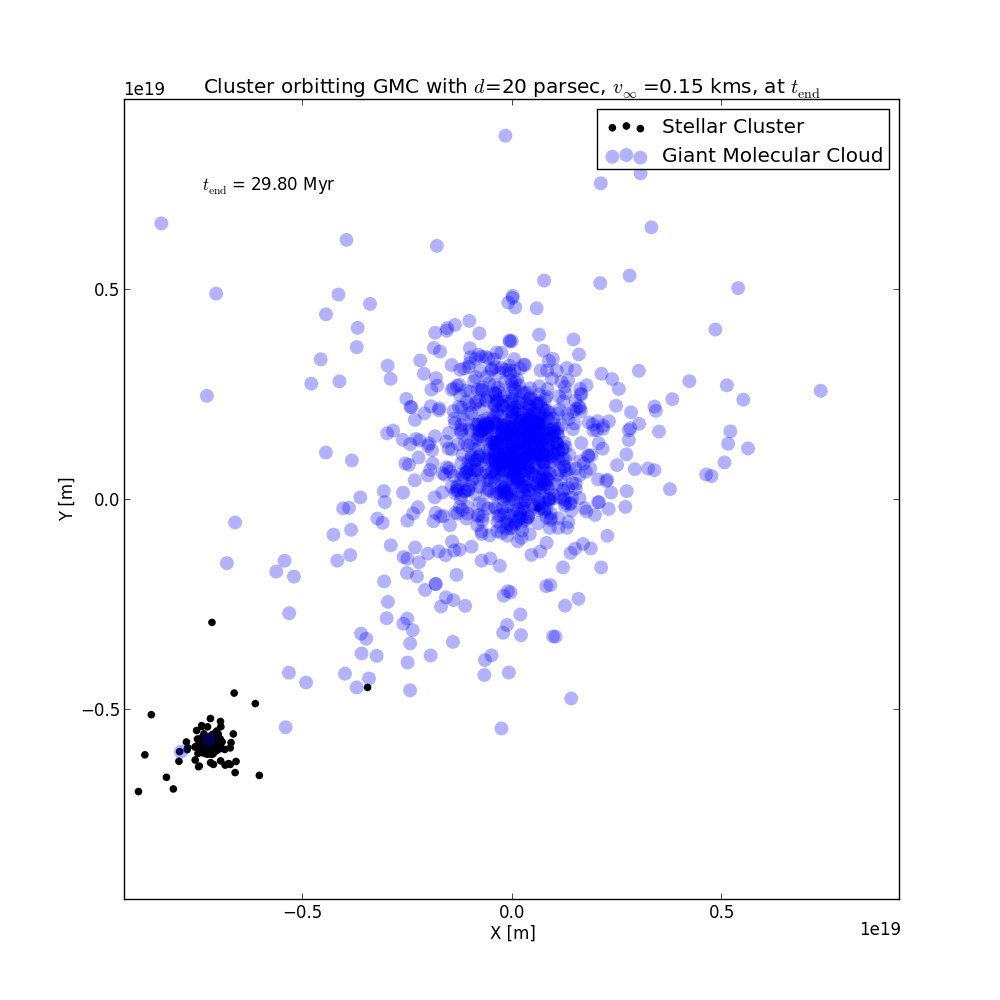 1e19
Cluster orbitting GMC with d=20 parsec, v∞ =0.15 kms, at t_end
Stellar Cluster
Giant Molecular Cloud
t_end = 29.80 Myr
0.5
0.0
−0.5
Y [m]
−0.5 0.0 0.5
X [m]
1e19